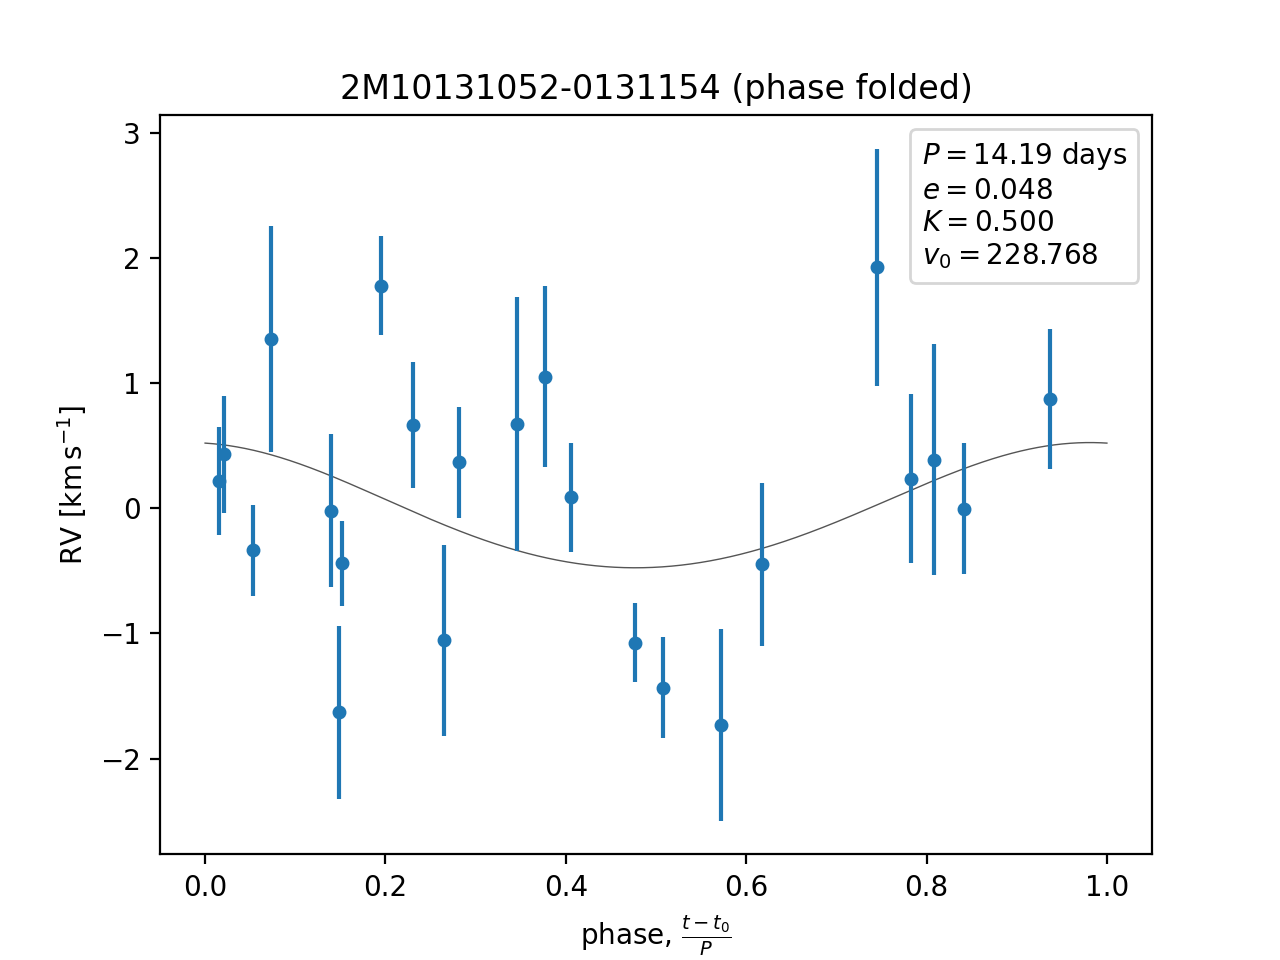 2M10131052-0131154 (phase folded)
P = 14.19 days
e = 0.048
K = 0.500
v₀ = 228.768
RV [km s⁻¹]
3
2
1
0
−1
−2
0.0 0.2 0.4 0.6 0.8 1.0
phase, (t − t₀)/P